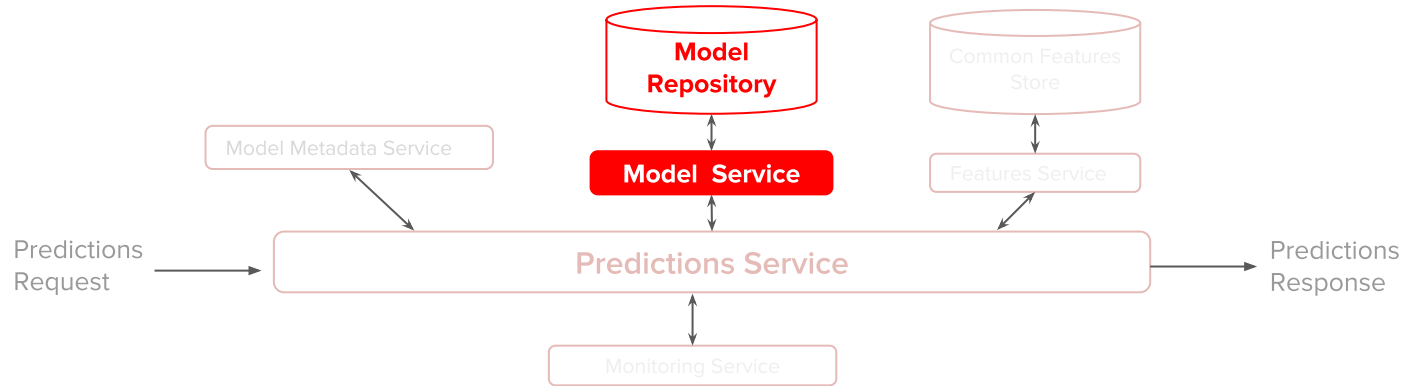 Model
Repository
Common Features
Store
Model Metadata Service
Model Service
Features Service
Predictions
Request
Predictions Service
Predictions
Response
Monitoring Service